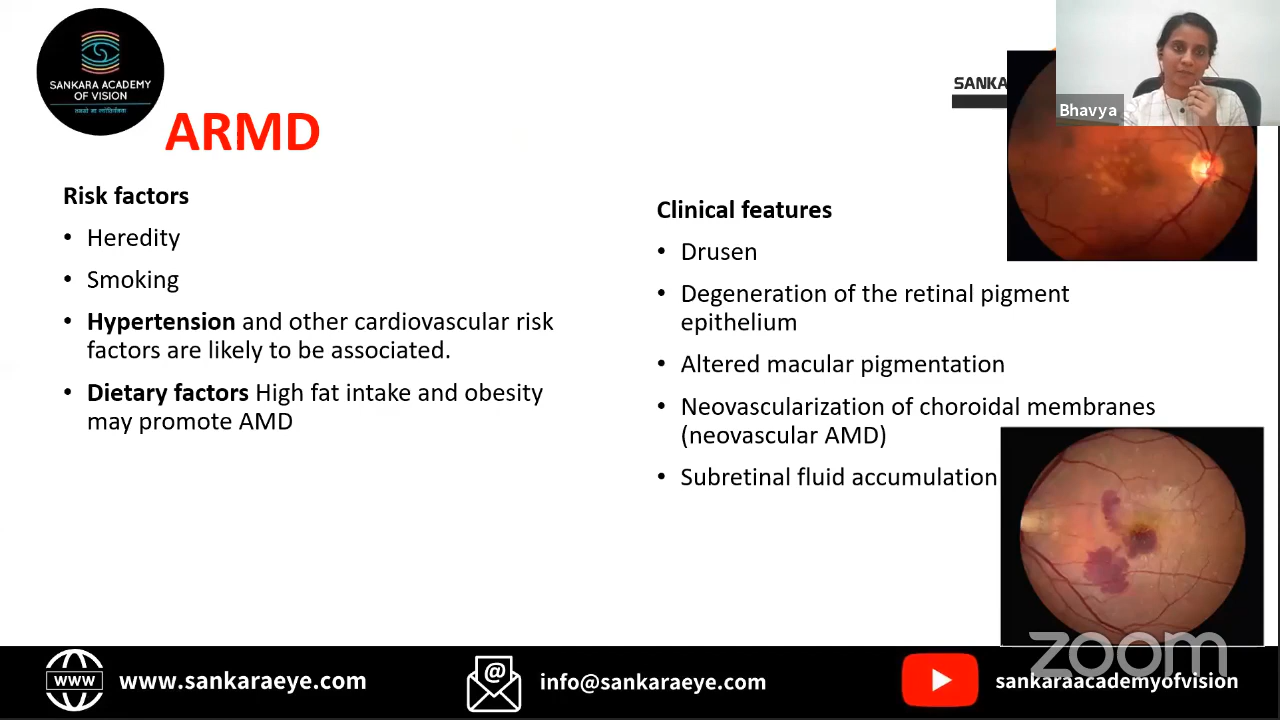 SANKARA ACADEMY
OF VISION
SANKA
Bhavya
ARMD
Risk factors
• Heredity
• Smoking
• Hypertension and other cardiovascular risk
factors are likely to be associated.
• Dietary factors High fat intake and obesity
may promote AMD
Clinical features
• Drusen
• Degeneration of the retinal pigment
epithelium
• Altered macular pigmentation
• Neovascularization of choroidal membranes
(neovascular AMD)
• Subretinal fluid accumulation
zoom
www
www.sankaraeye.com
@
info@sankaraeye.com
sankaraacademyofvision